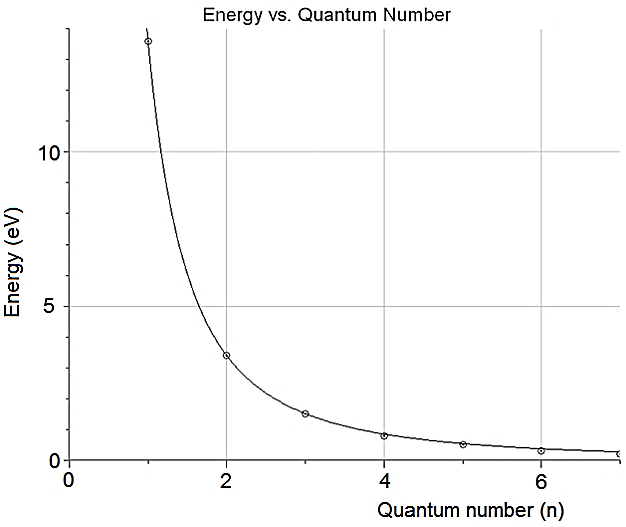 Energy vs. Quantum Number
10
5
0
Energy (eV)
0 2 4 6
Quantum number (n)